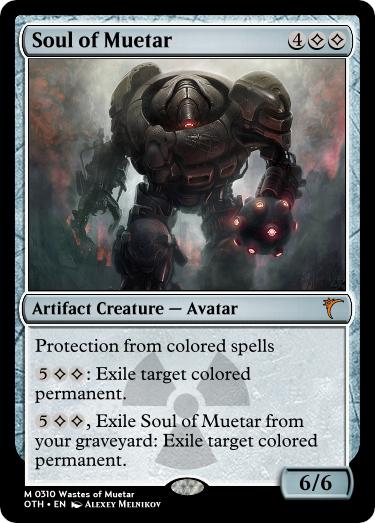 Soul of Muetar 4
Artifact Creature — Avatar
Protection from colored spells
5: Exile target colored
permanent.
5, Exile Soul of Muetar from
your graveyard: Exile target colored
permanent.
6/6
M 0310 Wastes of Muetar
OTH • EN Alexey Melnikov